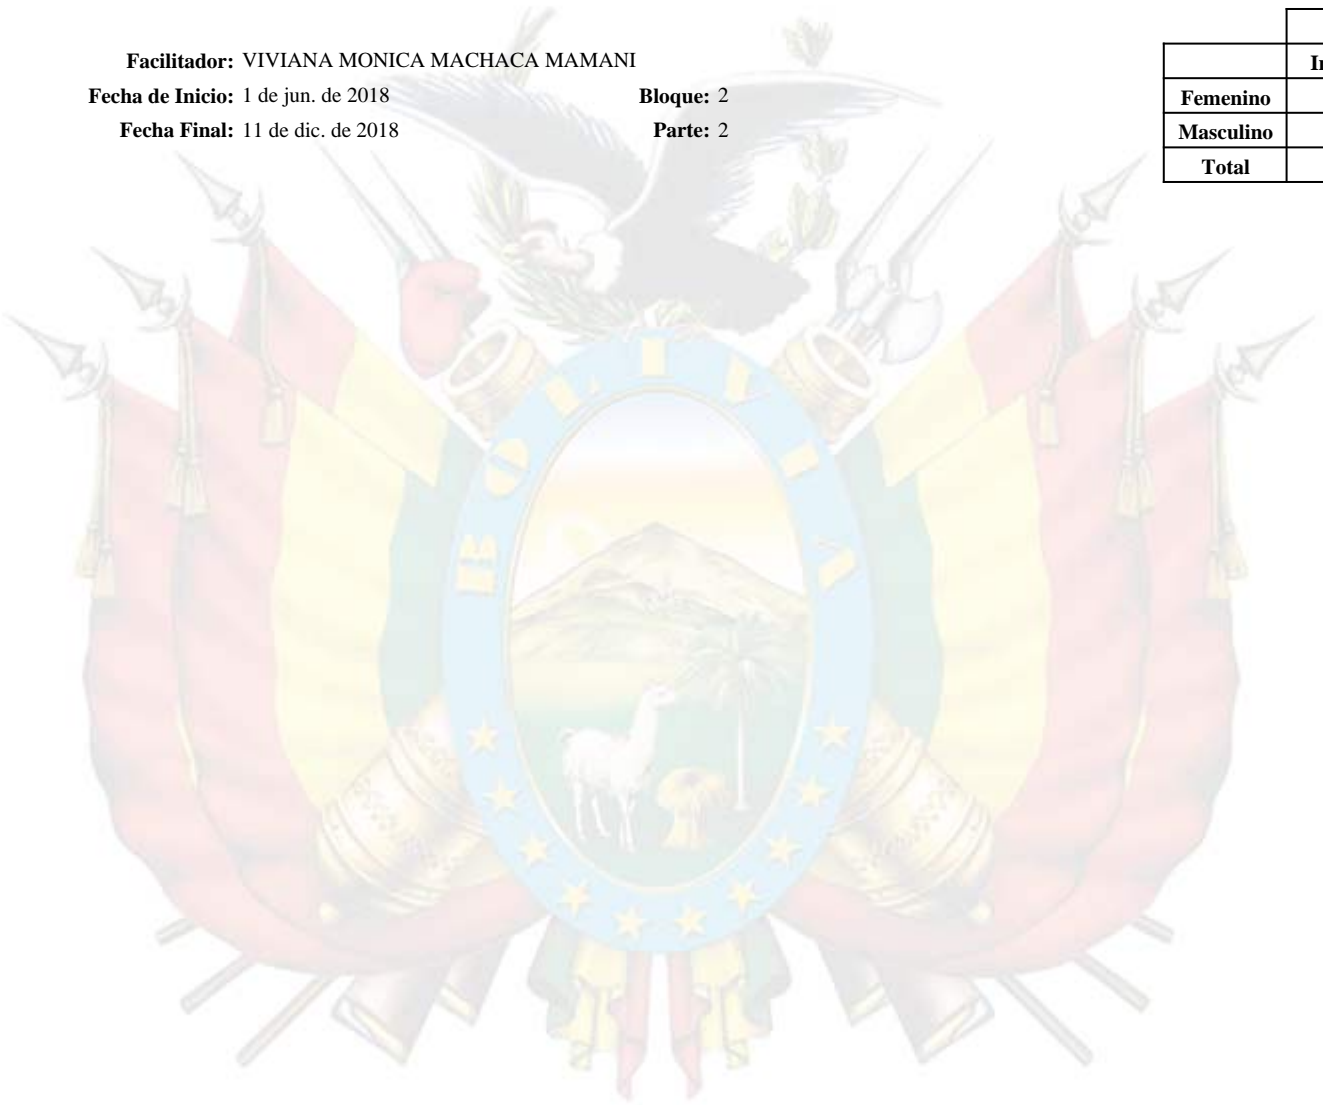 Facilitador: VIVIANA MONICA MACHACA MAMANI
Fecha de Inicio: 1 de jun. de 2018 Bloque: 2
Fecha Final: 11 de dic. de 2018 Parte: 2
Femenino
Masculino
Total
BOLIVIA